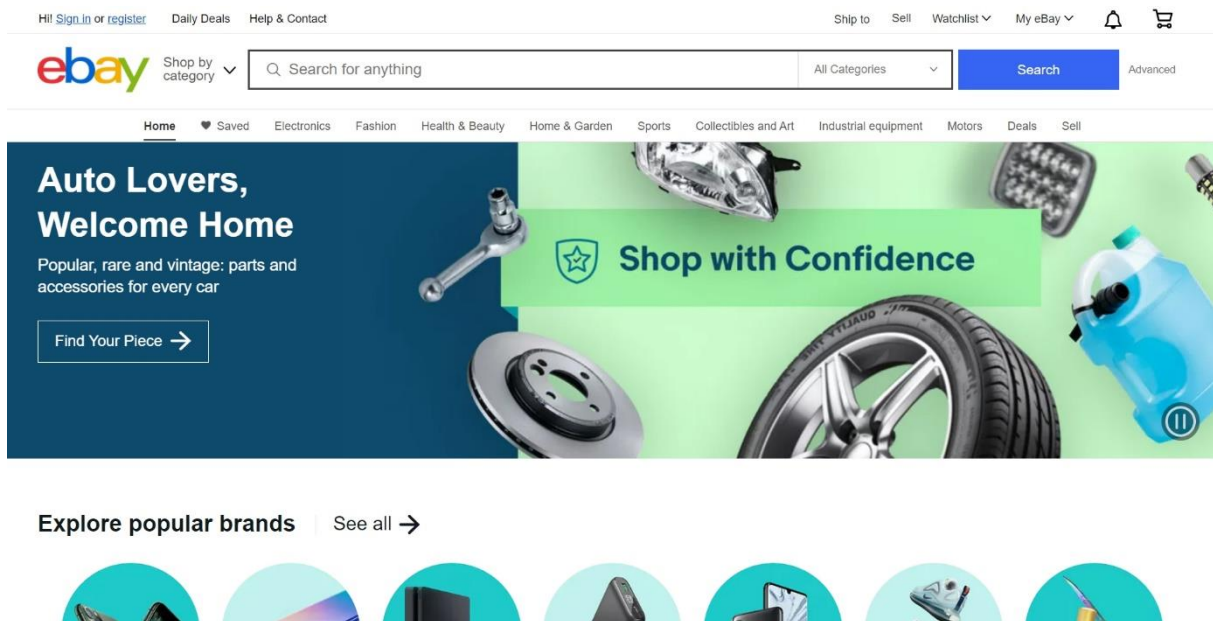 Hi! Sign in or register Daily Deals Help & Contact Ship to Sell Watchlist My eBay
ebay
Shop by
category
Search for anything All Categories Search Advanced
Home Saved Electronics Fashion Health & Beauty Home & Garden Sports Collectibles and Art Industrial equipment Motors Deals Sell
Auto Lovers,
Welcome Home
Popular, rare and vintage: parts and
accessories for every car
Find Your Piece
Shop with Confidence
Explore popular brands See all